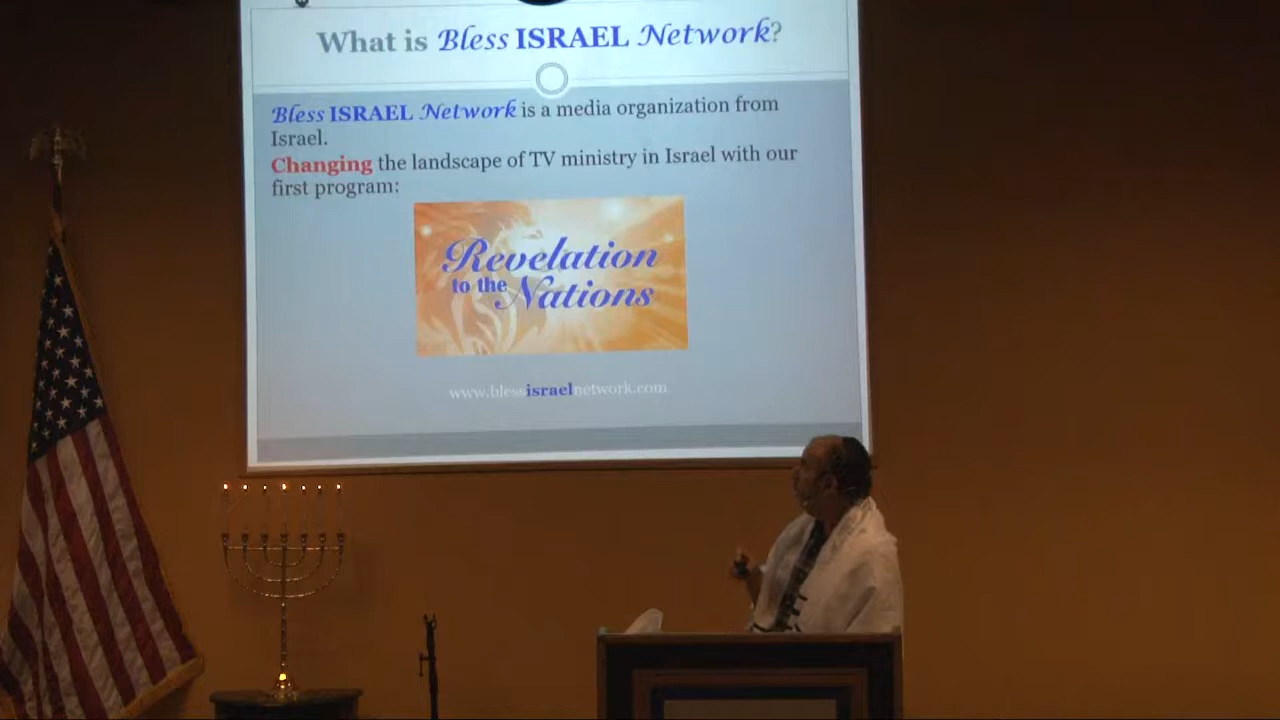 What is Bless ISRAEL Network?
Bless ISRAEL Network is a media organization from
Israel.
Changing the landscape of TV ministry in Israel with our
first program:
Revelation
to the Nations
www.blessisraelnetwork.com